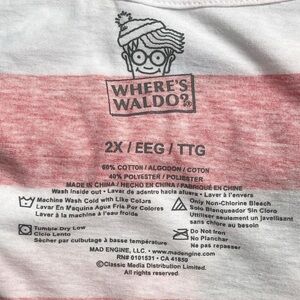 WHERE'S
WALDO?
2X / EEG / TTG
60% COTTON / ALGODON / COTON
40% POLYESTER / POLIESTER
MADE IN CHINA / HECHO EN CHINA / FABRIQUÉ EN CHINE
Wash inside out • Lavar de adentro hacia afuera • Laver à l'envers
Machine Wash Cold with Like Colors
Lavar En Maquina Agua Fria Por Colores
Laver à la machine à l'eau froide
Only Non-Chlorine Bleach
Solo Blanqueador Sin Cloro
Utiliser seulement un javellisant
sans chlore au besoin
Tumble Dry Low
Ciclo Lento
Sécher par culbutage à basse température
Do Not Iron
No Planchar
Ne pas repasser
MAD ENGINE, LLC. • www.madengine.com
RN# 0101531 • CA 41850
©Classic Media Distribution Limited.
All rights reserved.